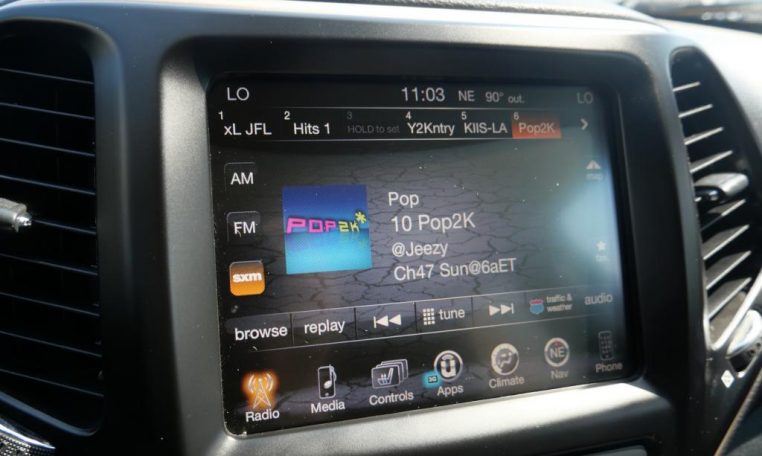 LO 11:03 NE 90° out. LO
1 2 3 4 5 6
xL JFL Hits 1 HOLD to set Y2Kntry KIIS-LA Pop2K
AM
map
Pop
POP2K*
10 Pop2K
FM
@Jeezy
fav.
sxm
Ch47 Sun@6aET
browse replay tune traffic & weather audio
Radio Media Controls Apps Climate NE Nav Phone